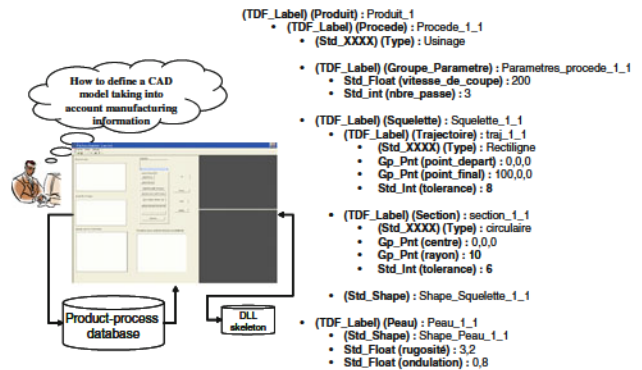 (TDF_Label) (Produit) : Produit_1
• (TDF_Label) (Procede) : Procede_1_1
• (Std_XXXX) (Type) : Usinage
• (TDF_Label) (Groupe_Parametre) : Parametres_procede_1_1
• Std_Float (vitesse_de_coupe) : 200
• Std_int (nbre_passe) : 3
• (TDF_Label) (Squelette) : Squelette_1_1
• (TDF_Label) (Trajectoire) : traj_1_1
• (Std_XXXX) (Type) : Rectiligne
• Gp_Pnt (point_depart) : 0,0,0
• Gp_Pnt (point_final) : 100,0,0
• Std_Int (tolerance) : 8
• (TDF_Label) (Section) : section_1_1
• (Std_XXXX) (Type) : circulaire
• Gp_Pnt (centre) : 0,0,0
• Gp_Pnt (rayon) : 10
• Std_Int (tolerance) : 6
• (Std_Shape) : Shape_Squelette_1_1
• (TDF_Label) (Peau) : Peau_1_1
• (Std_Shape) : Shape_Peau_1_1
• Std_Float (rugosité) : 3,2
• Std_Float (ondulation) : 0,8
How to define a CAD
model taking into
account manufacturing
information
Product-process
database
DLL
skeleton